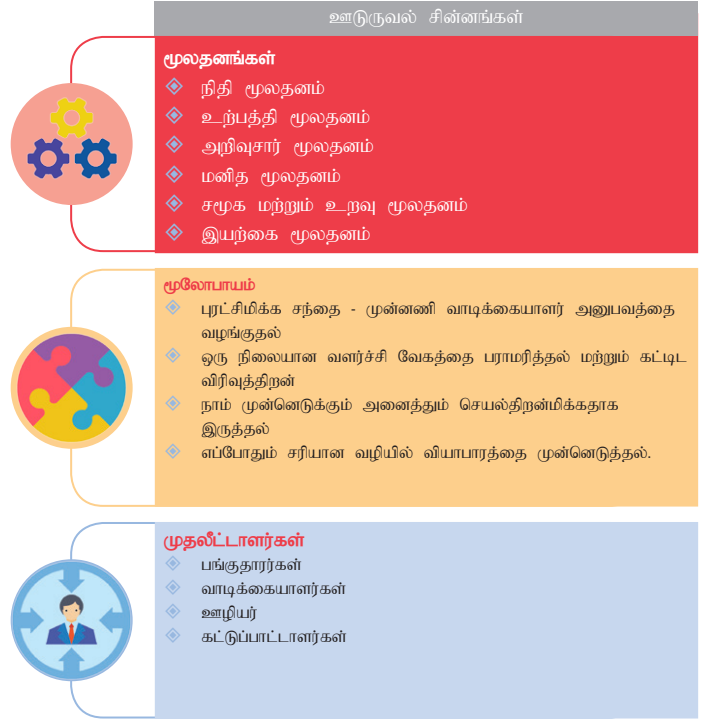 ஊடுருவல் சின்னங்கள்
மூலதனங்கள்
நிதி மூலதனம்
உற்பத்தி மூலதனம்
அறிவுசார் மூலதனம்
மனித மூலதனம்
சமூக மற்றும் உறவு மூலதனம்
இயற்கை மூலதனம்
மூலோபாயம்
புரட்சிமிக்க சந்தை - முன்னணி வாடிக்கையாளர் அனுபவத்தை
வழங்குதல்
ஒரு நிலையான வளர்ச்சி வேகத்தை பராமரித்தல் மற்றும் கட்டிட
விரிவுத்திறன்
நாம் முன்னெடுக்கும் அனைத்தும் செயல்திறன்மிக்கதாக
இருத்தல்
எப்போதும் சரியான வழியில் வியாபாரத்தை முன்னெடுத்தல்.
முதலீட்டாளர்கள்
பங்குதாரர்கள்
வாடிக்கையாளர்கள்
ஊழியர்
கட்டுப்பாட்டாளர்கள்